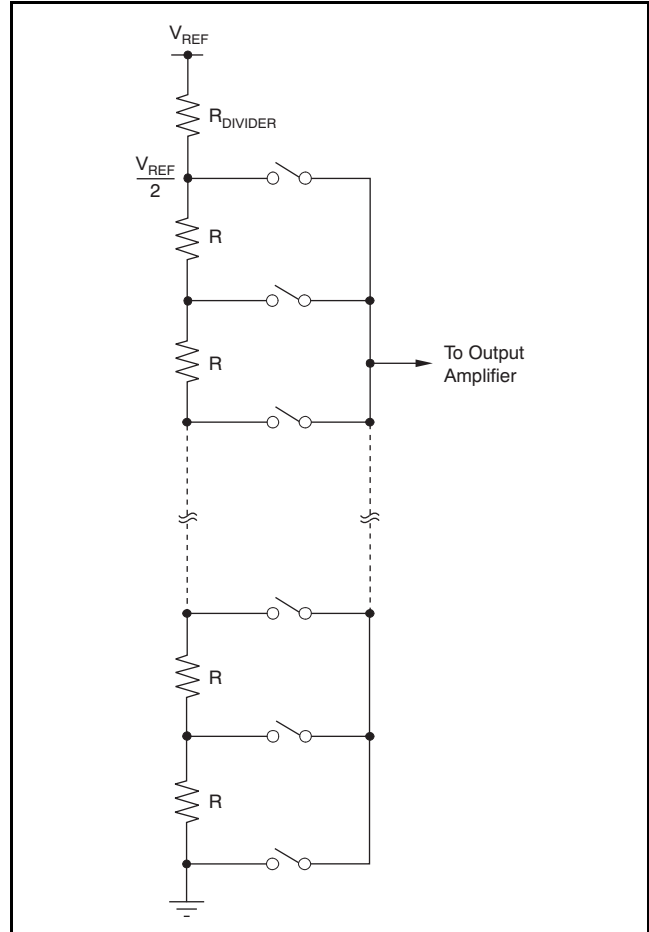 VREF
RDIVIDER
VREF
2
R
R
To Output
Amplifier
R
R